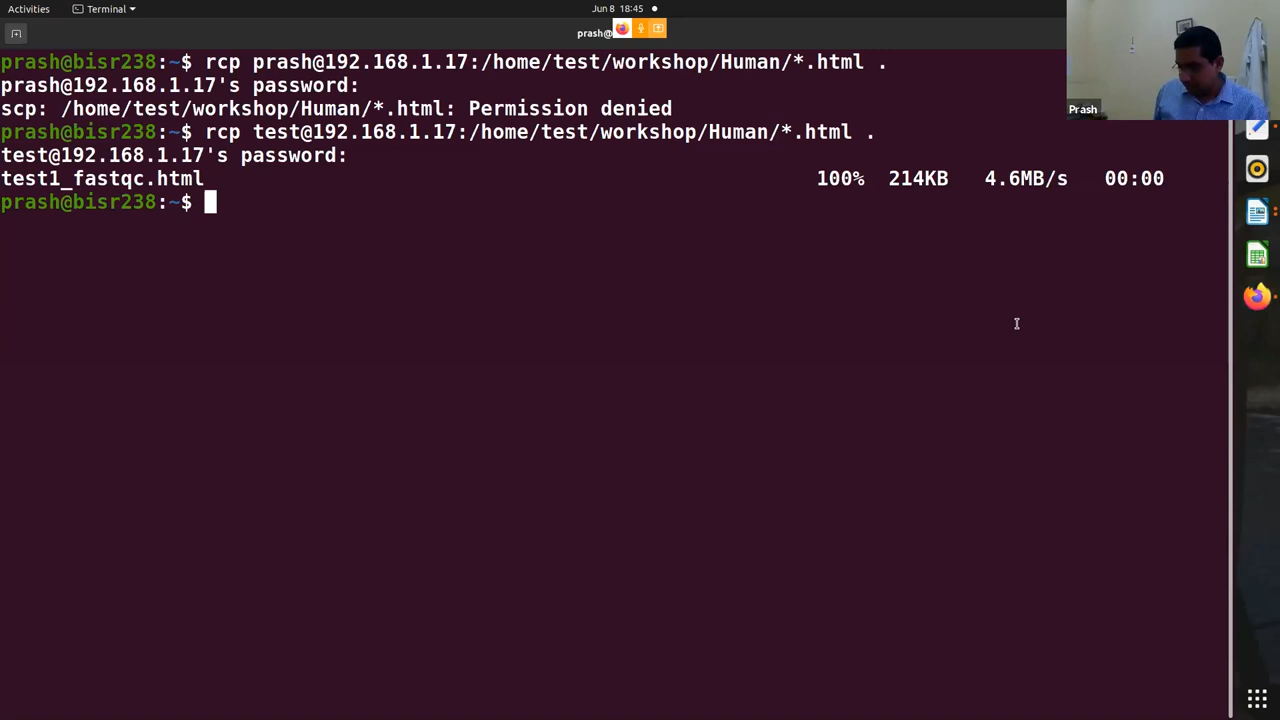 Activities
Terminal
Jun 8 18:45
prash@
prash@bisr238:~$ rcp prash@192.168.1.17:/home/test/workshop/Human/*.html .
prash@192.168.1.17's password:
scp: /home/test/workshop/Human/*.html: Permission denied
prash@bisr238:~$ rcp test@192.168.1.17:/home/test/workshop/Human/*.html .
test@192.168.1.17's password:
test1_fastqc.html 100% 214KB 4.6MB/s 00:00
prash@bisr238:~$
Prash